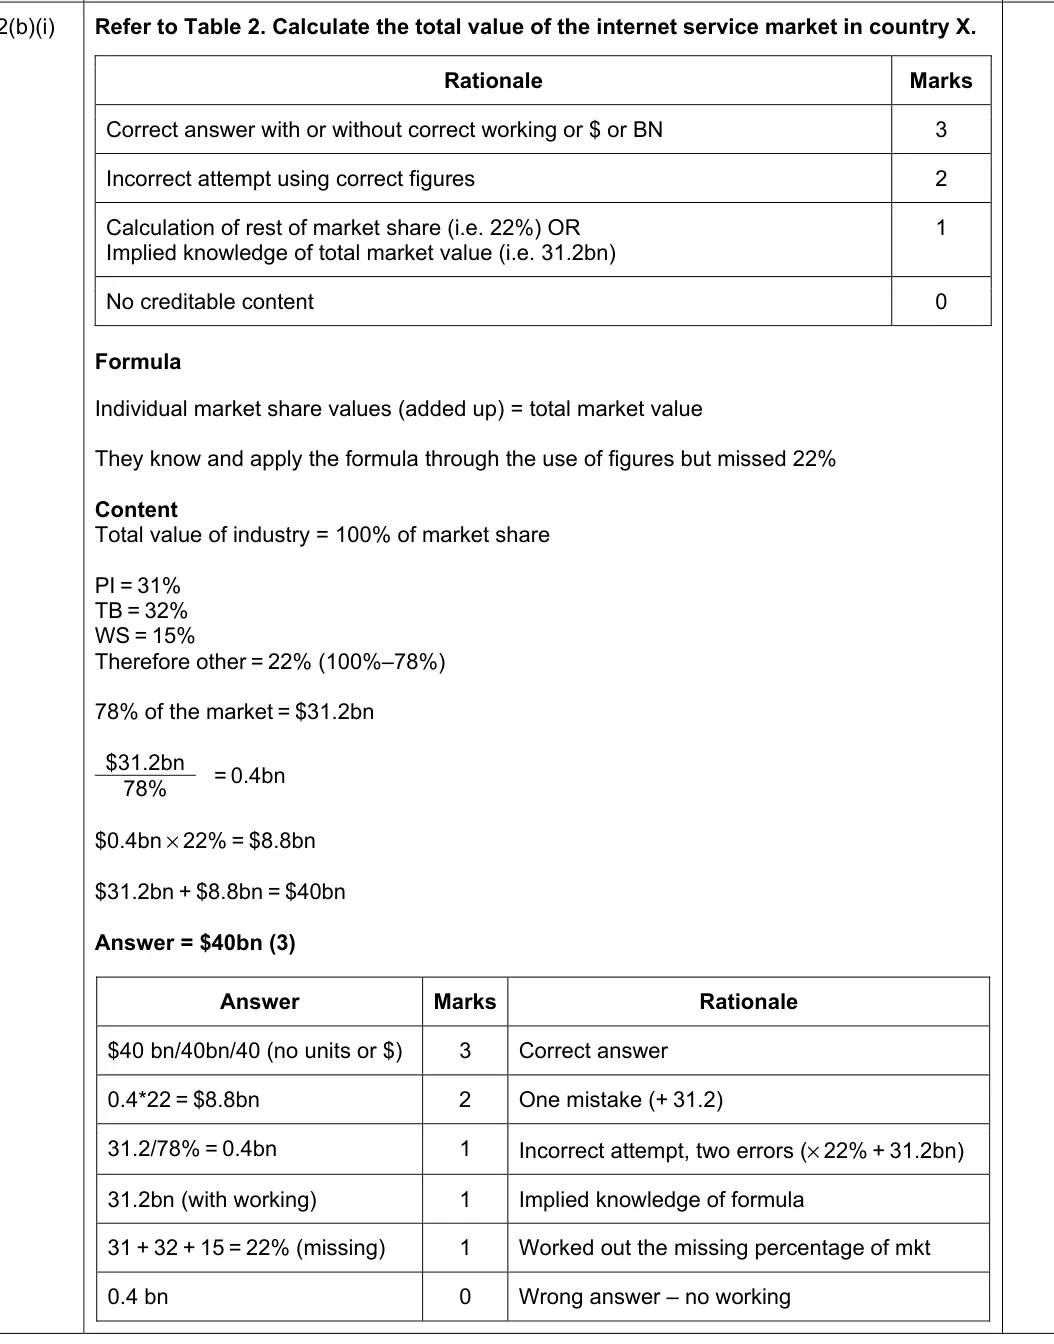 2(b)(i)
Refer to Table 2. Calculate the total value of the internet service market in country X.
Rationale Marks
Correct answer with or without correct working or $ or BN 3
Incorrect attempt using correct figures 2
Calculation of rest of market share (i.e. 22%) OR 1
Implied knowledge of total market value (i.e. 31.2bn)
No creditable content 0
Formula
Individual market share values (added up) = total market value
They know and apply the formula through the use of figures but missed 22%
Content
Total value of industry = 100% of market share
PI = 31%
TB = 32%
WS = 15%
Therefore other = 22% (100%–78%)
78% of the market = $31.2bn
$31.2bn
= 0.4bn
78%
$0.4bn × 22% = $8.8bn
$31.2bn + $8.8bn = $40bn
Answer = $40bn (3)
Answer Marks Rationale
$40 bn/40bn/40 (no units or $) 3 Correct answer
0.4*22 = $8.8bn 2 One mistake (+ 31.2)
31.2/78% = 0.4bn 1 Incorrect attempt, two errors (× 22% + 31.2bn)
31.2bn (with working) 1 Implied knowledge of formula
31 + 32 + 15 = 22% (missing) 1 Worked out the missing percentage of mkt
0.4 bn 0 Wrong answer – no working